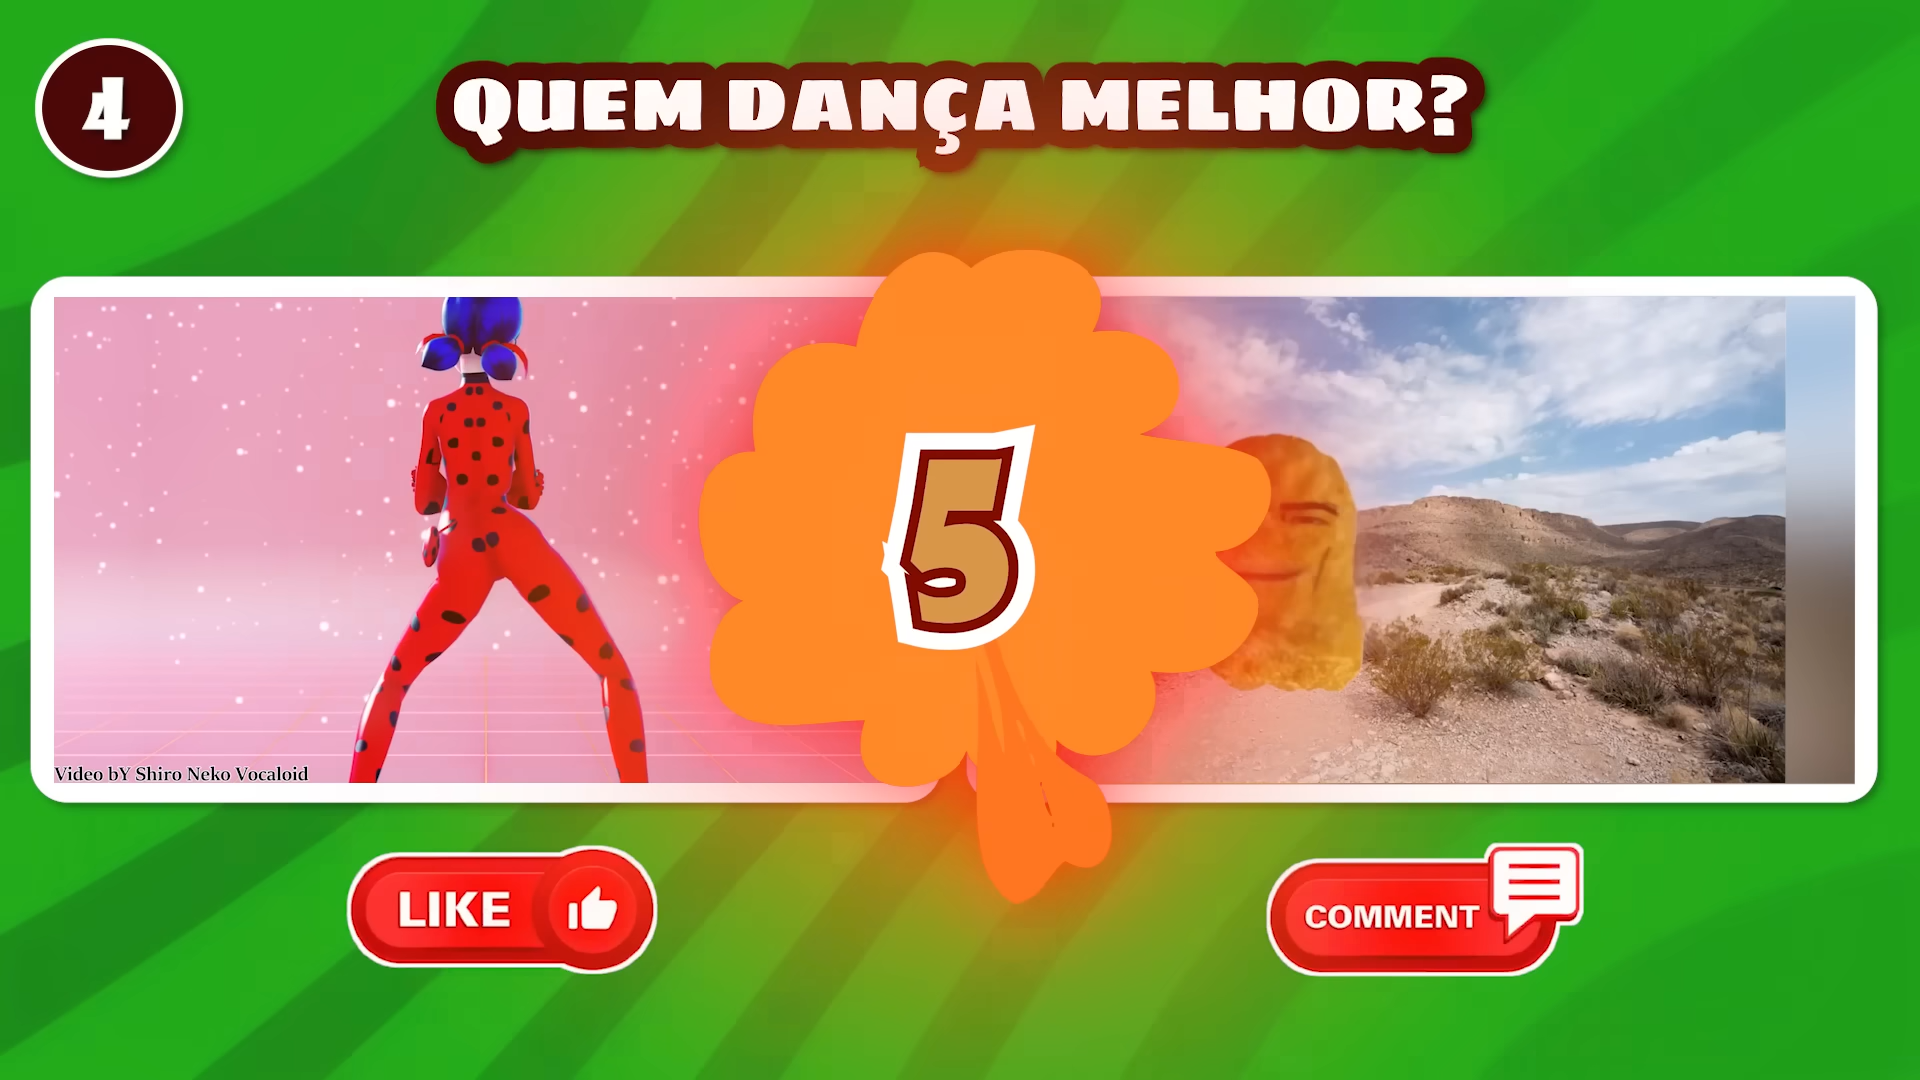 4
QUEM DANÇA MELHOR?
5
Video bY Shiro Neko Vocaloid
LIKE
COMMENT